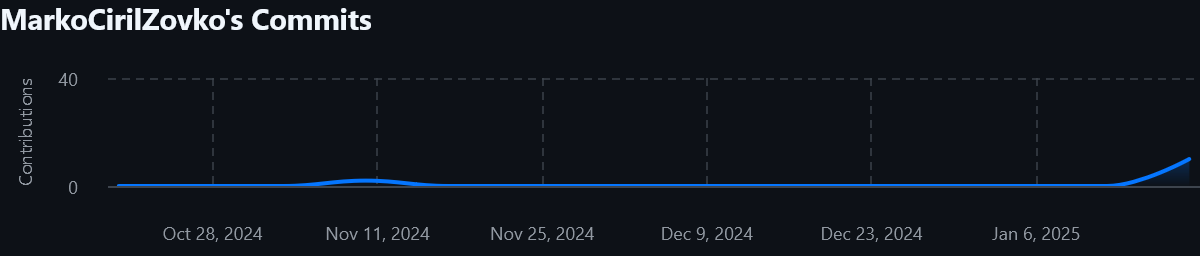 MarkoCirilZovko's Commits
40
Contributions
0
Oct 28, 2024 Nov 11, 2024 Nov 25, 2024 Dec 9, 2024 Dec 23, 2024 Jan 6, 2025